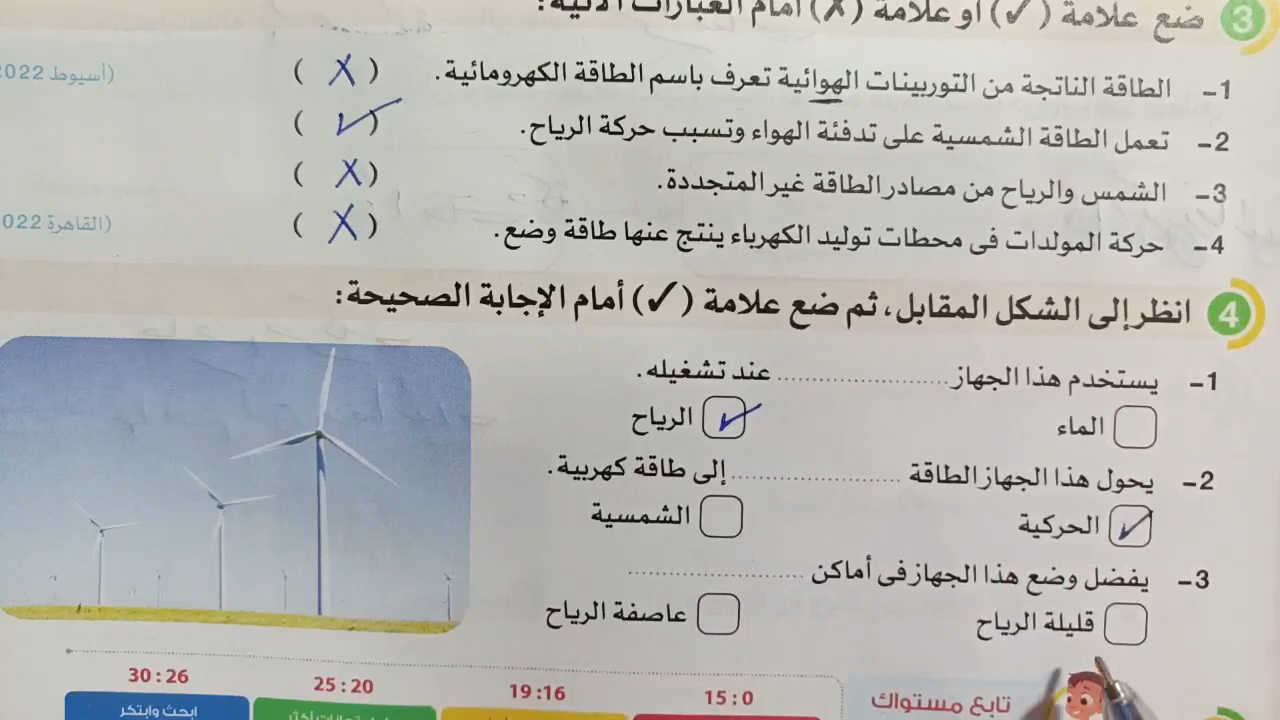 3 ضع علامة (✓) أو علامة (✗) أمام العبارات الآتية:
1- الطاقة الناتجة من التوربينات الهوائية تعرف باسم الطاقة الكهرومائية. ( X ) (أسيوط 2022
2- تعمل الطاقة الشمسية على تدفئة الهواء وتسبب حركة الرياح. ( ✓ )
3- الشمس والرياح من مصادر الطاقة غير المتجددة. ( X )
4- حركة المولدات فى محطات توليد الكهرباء ينتج عنها طاقة وضع. ( X ) (القاهرة 2022
4 انظر إلى الشكل المقابل، ثم ضع علامة (✓) أمام الإجابة الصحيحة:
1- يستخدم هذا الجهاز ...................... عند تشغيله.
الماء ✓ الرياح
2- يحول هذا الجهاز الطاقة ...................... إلى طاقة كهربية.
✓ الحركية الشمسية
3- يفضل وضع هذا الجهاز فى أماكن ......................
قليلة الرياح عاصفة الرياح
تابع مستواك 15:0 19:16 25:20 30:26
ابحث وابتكر